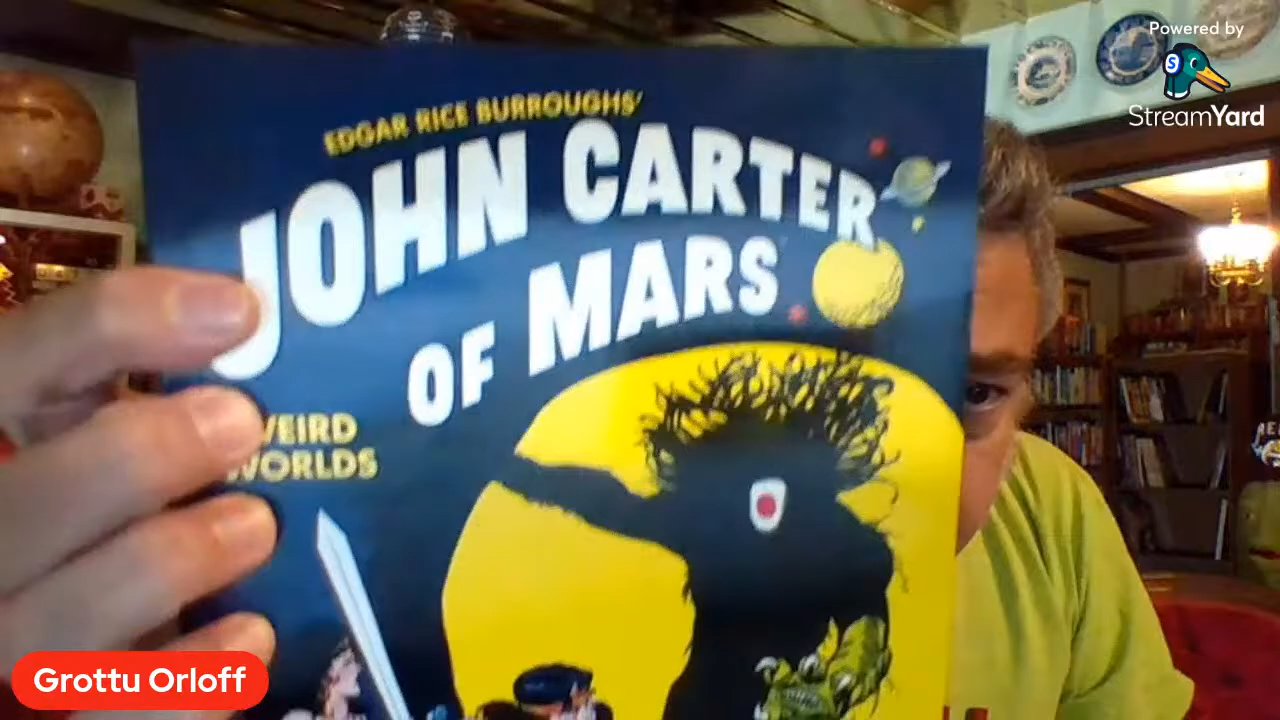 Powered by
StreamYard
EDGAR RICE BURROUGHS'
JOHN CARTER
OF MARS
WEIRD
WORLDS
Grottu Orloff